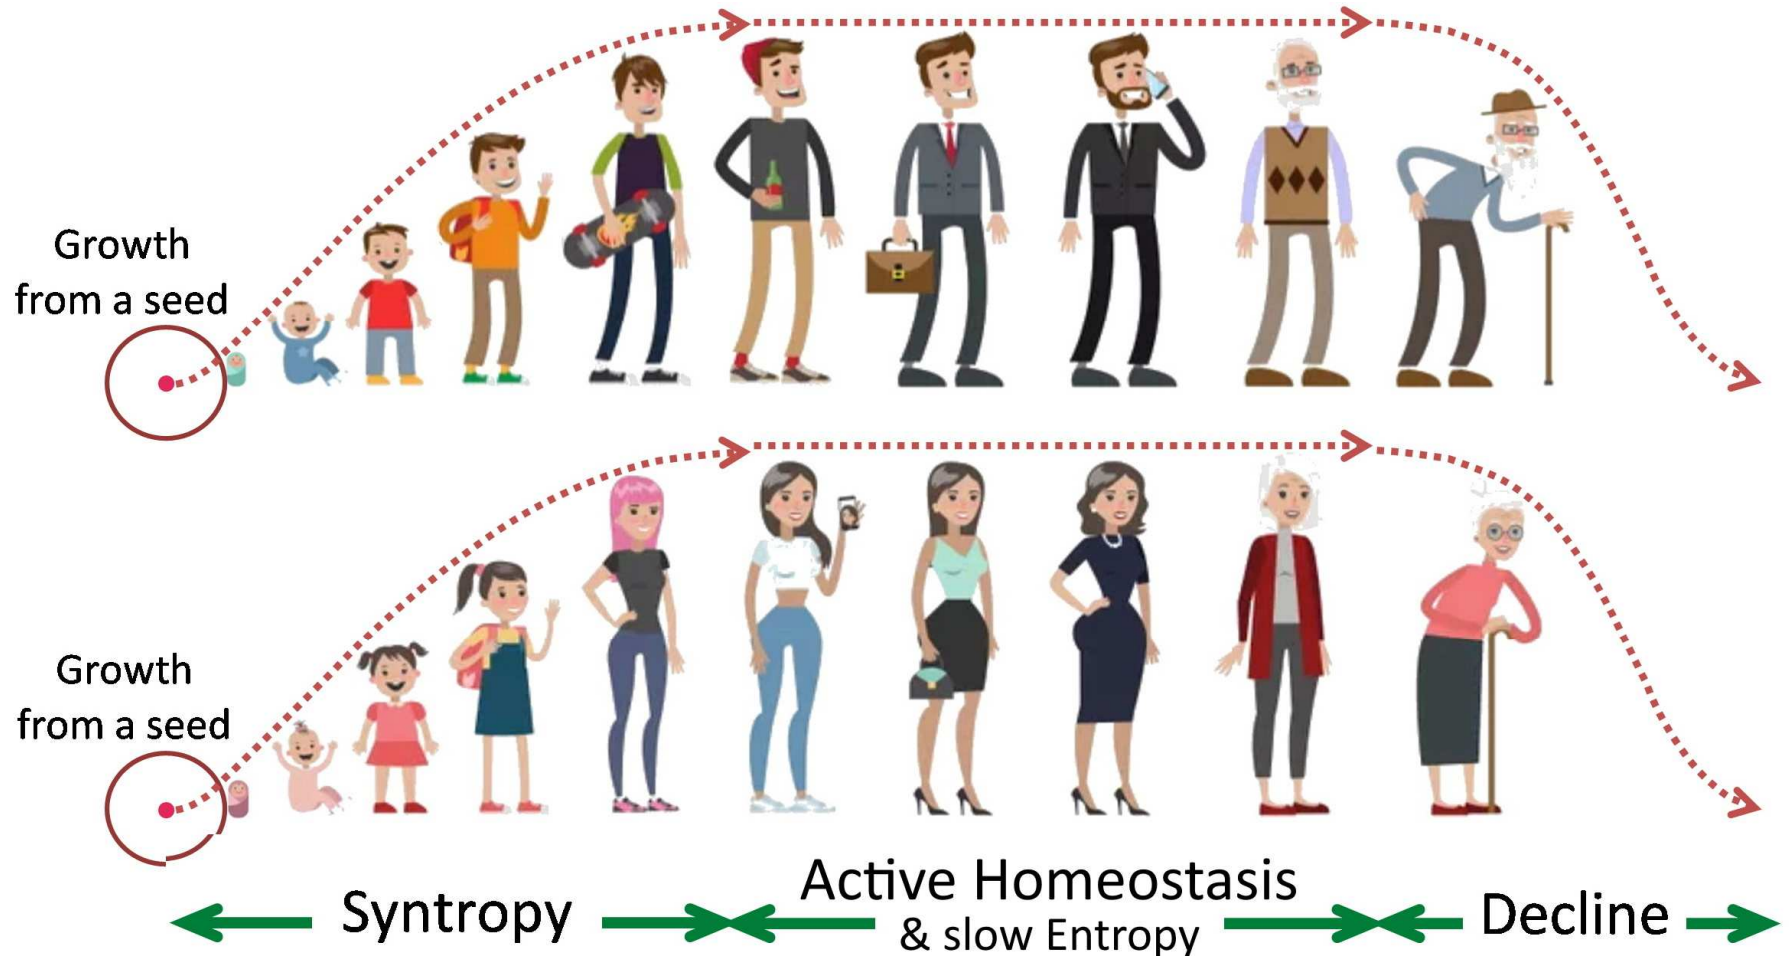 Growth
from a seed
Growth
from a seed
Syntropy
Active Homeostasis
& slow Entropy
Decline